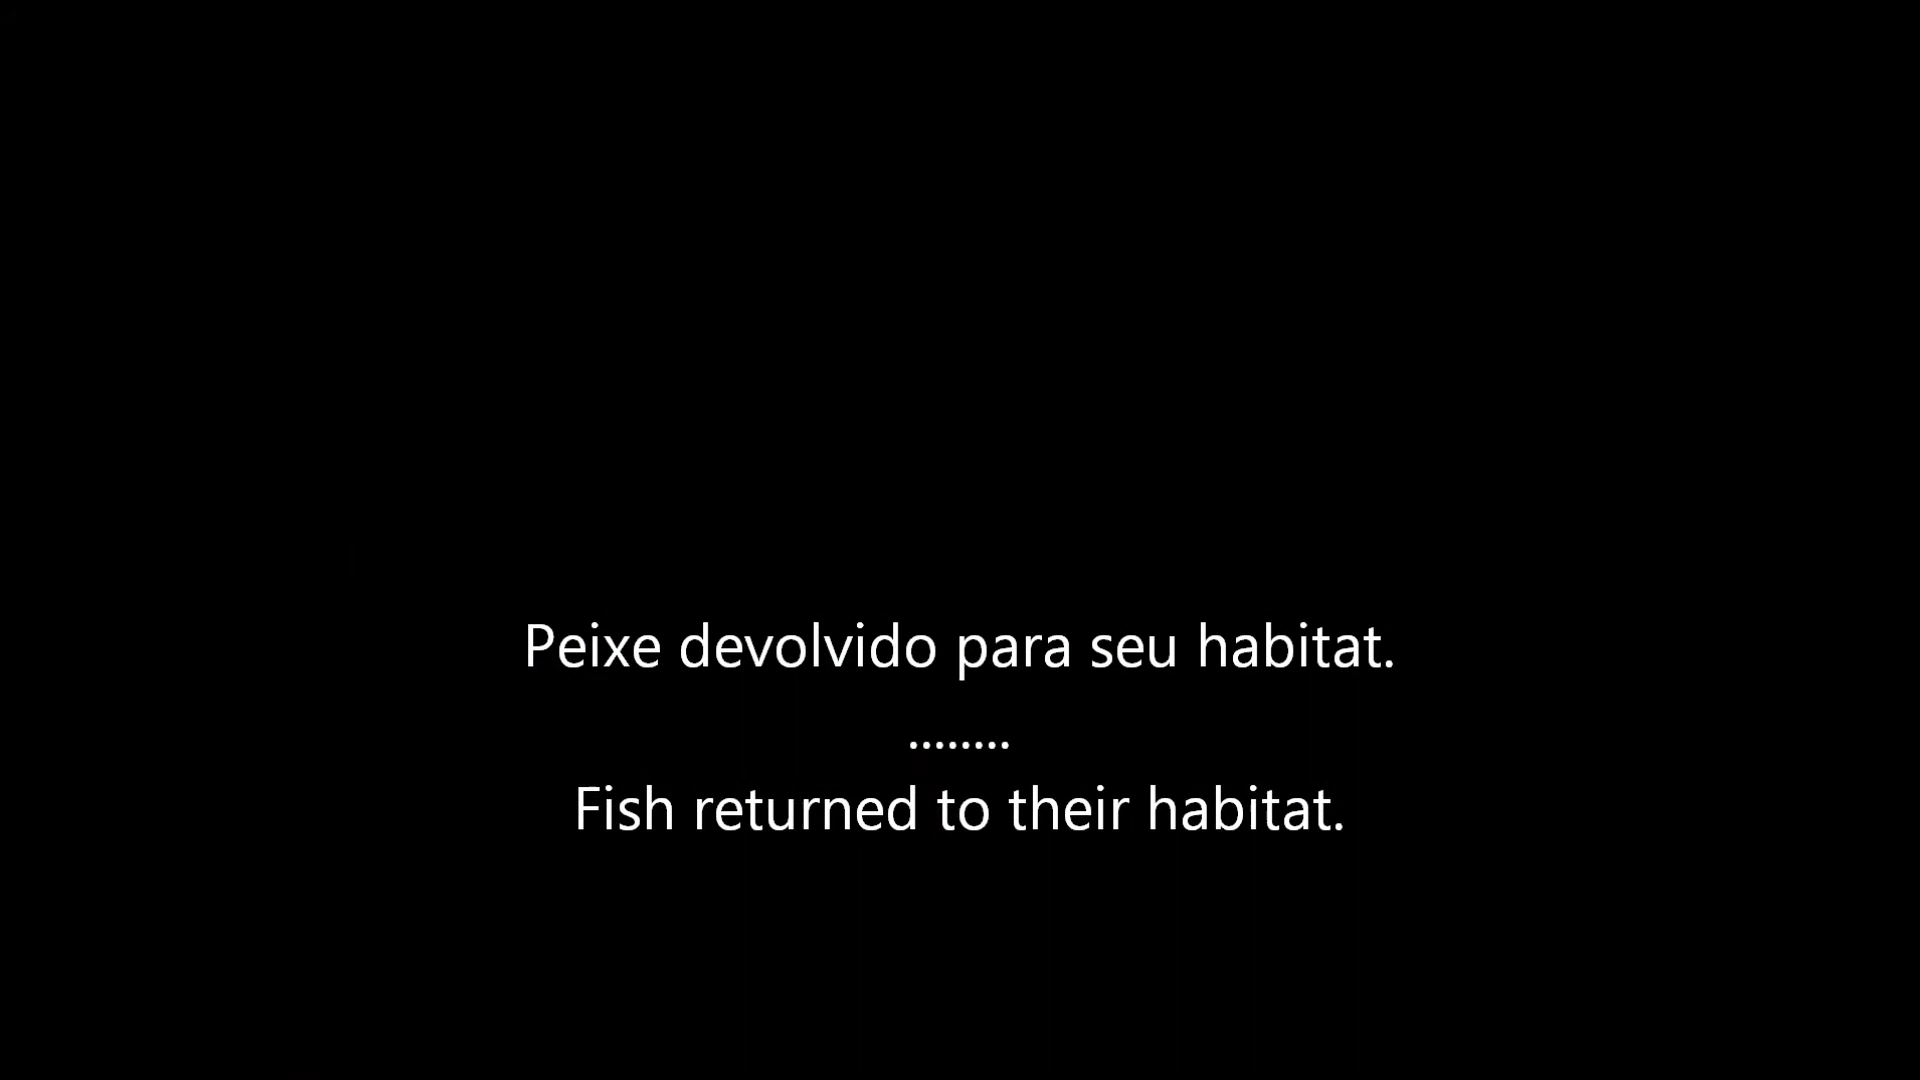 Peixe devolvido para seu habitat.
........
Fish returned to their habitat.